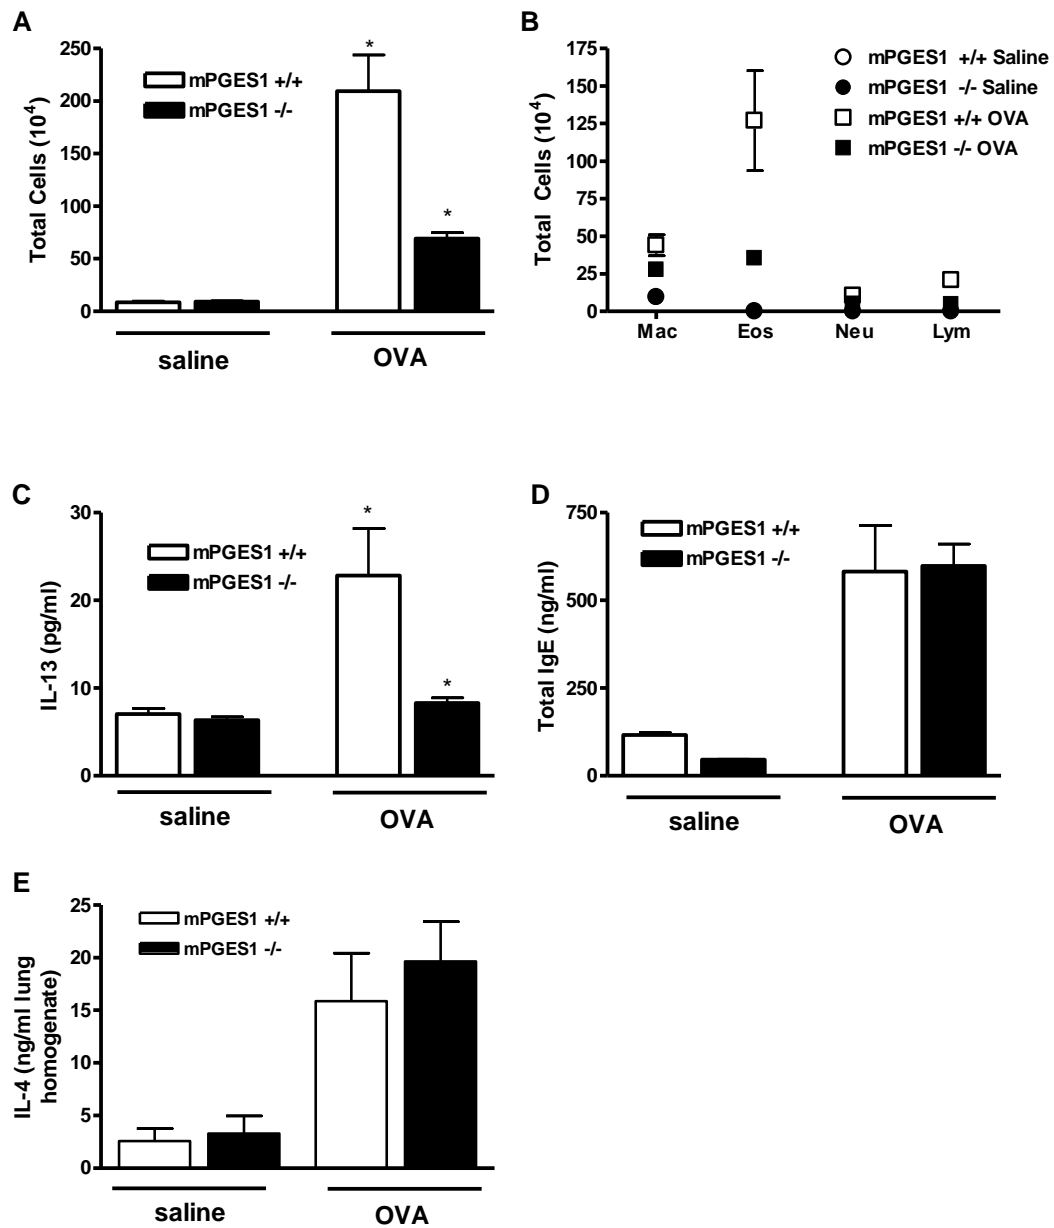 A
Total Cells (10⁴)
250
200
150
100
50
0
mPGES1 +/+
mPGES1 -/-
*
*
saline
OVA
B
Total Cells (10⁴)
175
150
125
100
75
50
25
0
mPGES1 +/+ Saline
mPGES1 -/- Saline
mPGES1 +/+ OVA
mPGES1 -/- OVA
Mac Eos Neu Lym
C
IL-13 (pg/ml)
30
20
10
0
mPGES1 +/+
mPGES1 -/-
*
*
saline
OVA
D
Total IgE (ng/ml)
750
500
250
0
mPGES1 +/+
mPGES1 -/-
saline
OVA
E
IL-4 (ng/ml lung
homogenate)
25
20
15
10
5
0
mPGES1 +/+
mPGES1 -/-
saline
OVA